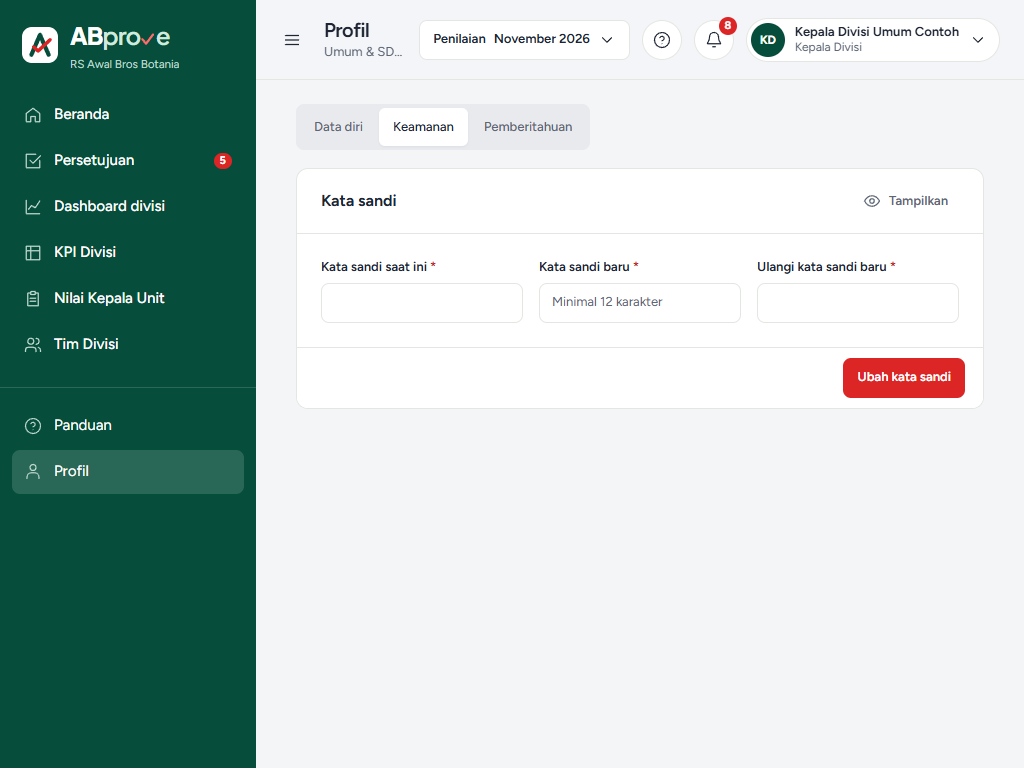 ABprove
RS Awal Bros Botania
Beranda
Persetujuan 5
Dashboard divisi
KPI Divisi
Nilai Kepala Unit
Tim Divisi
Panduan
Profil
Profil
Umum & SD...
Penilaian November 2026
8
KD
Kepala Divisi Umum Contoh
Kepala Divisi
Data diri Keamanan Pemberitahuan
Kata sandi
Tampilkan
Kata sandi saat ini * Kata sandi baru * Ulangi kata sandi baru *
Minimal 12 karakter
Ubah kata sandi